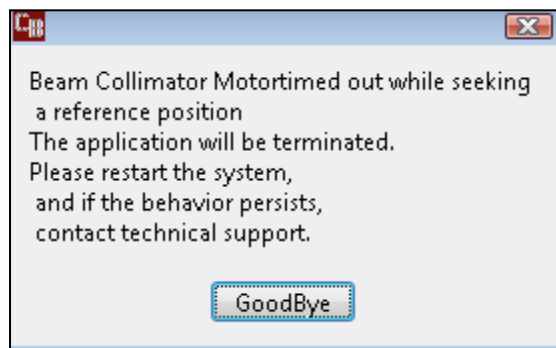 Beam Collimator Motortimed out while seeking
a reference position
The application will be terminated.
Please restart the system,
and if the behavior persists,
contact technical support.
GoodBye